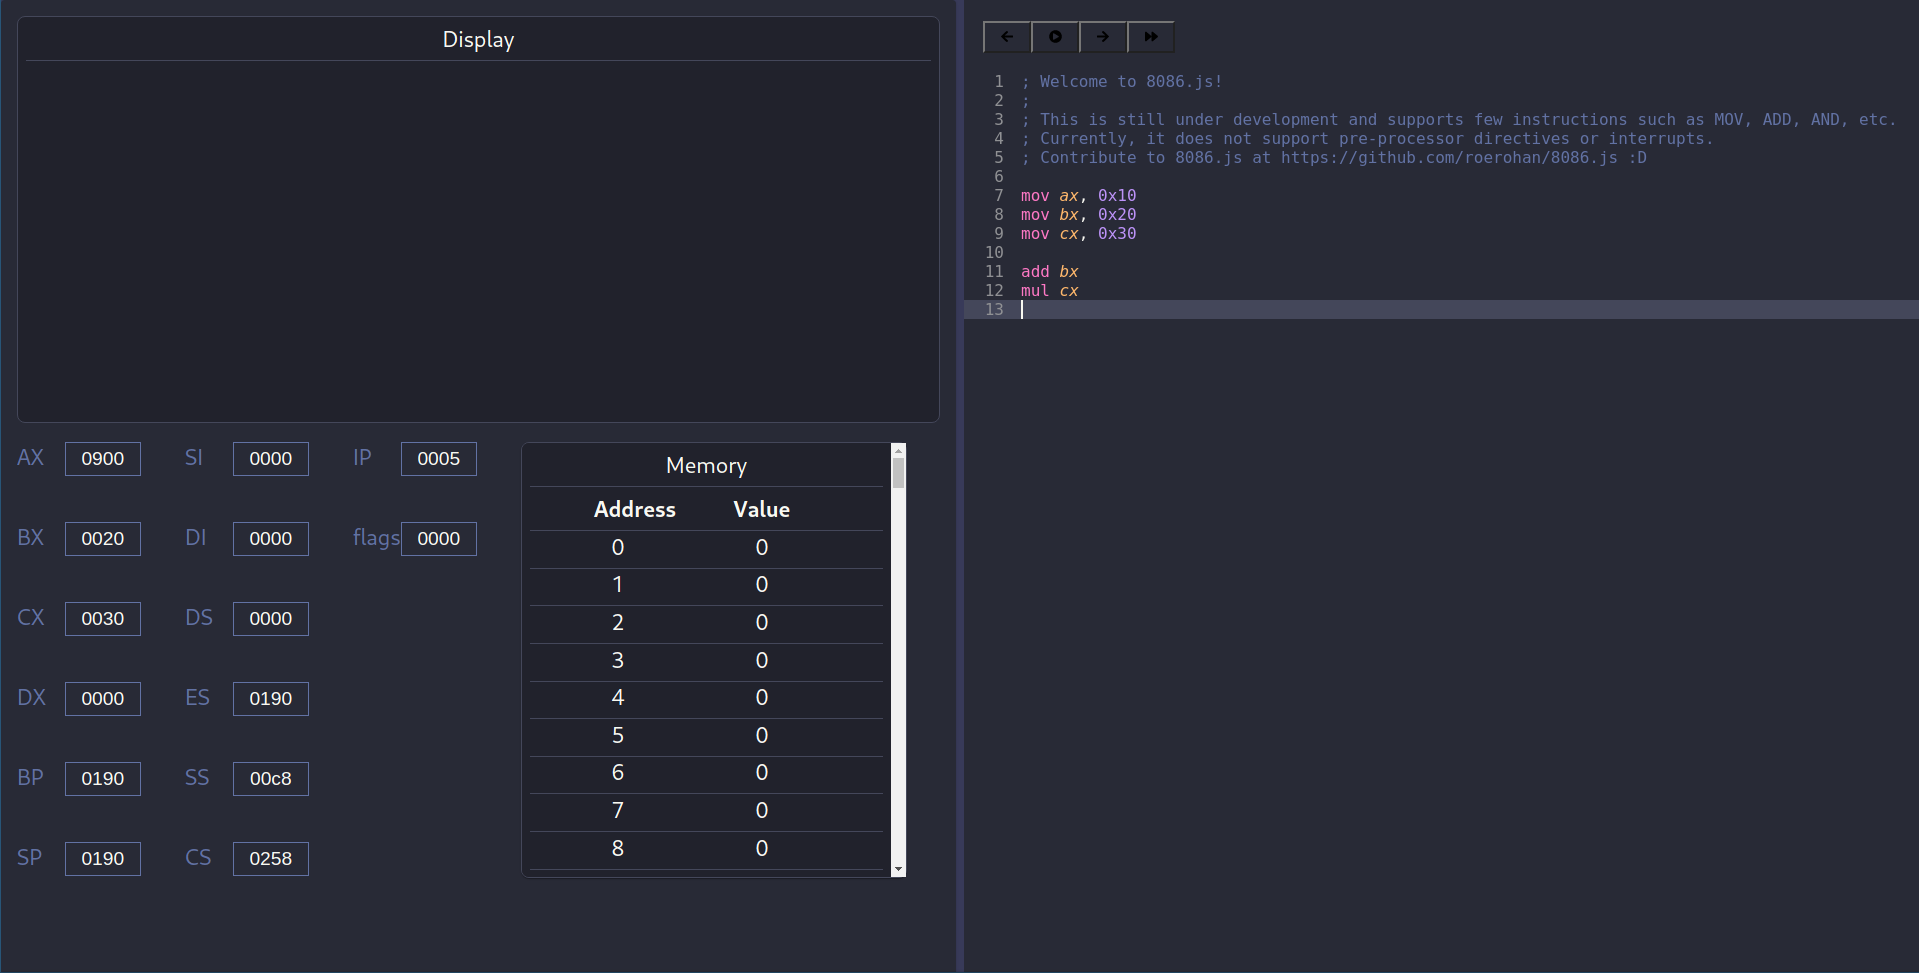 Display
AX 0900 SI 0000 IP 0005
BX 0020 DI 0000 flags 0000
CX 0030 DS 0000
DX 0000 ES 0190
BP 0190 SS 00c8
SP 0190 CS 0258
Memory
Address Value
0 0
1 0
2 0
3 0
4 0
5 0
6 0
7 0
8 0
1 ; Welcome to 8086.js!
2 ;
3 ; This is still under development and supports few instructions such as MOV, ADD, AND, etc.
4 ; Currently, it does not support pre-processor directives or interrupts.
5 ; Contribute to 8086.js at https://github.com/roerohan/8086.js :D
6
7 mov ax, 0x10
8 mov bx, 0x20
9 mov cx, 0x30
10
11 add bx
12 mul cx
13